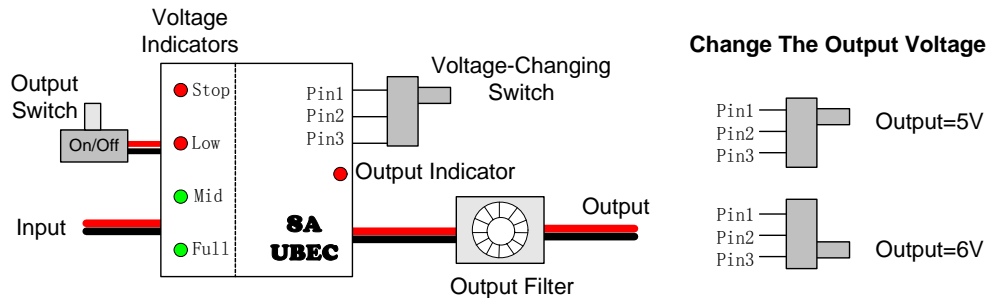 Voltage
Indicators
Output
Switch
On/Off
Input
Stop
Low
Mid
Full
Pin1
Pin2
Pin3
Voltage-Changing
Switch
Output Indicator
SA
UBEC
Output
Output Filter
Change The Output Voltage
Pin1
Pin2
Pin3
Output=5V
Pin1
Pin2
Pin3
Output=6V